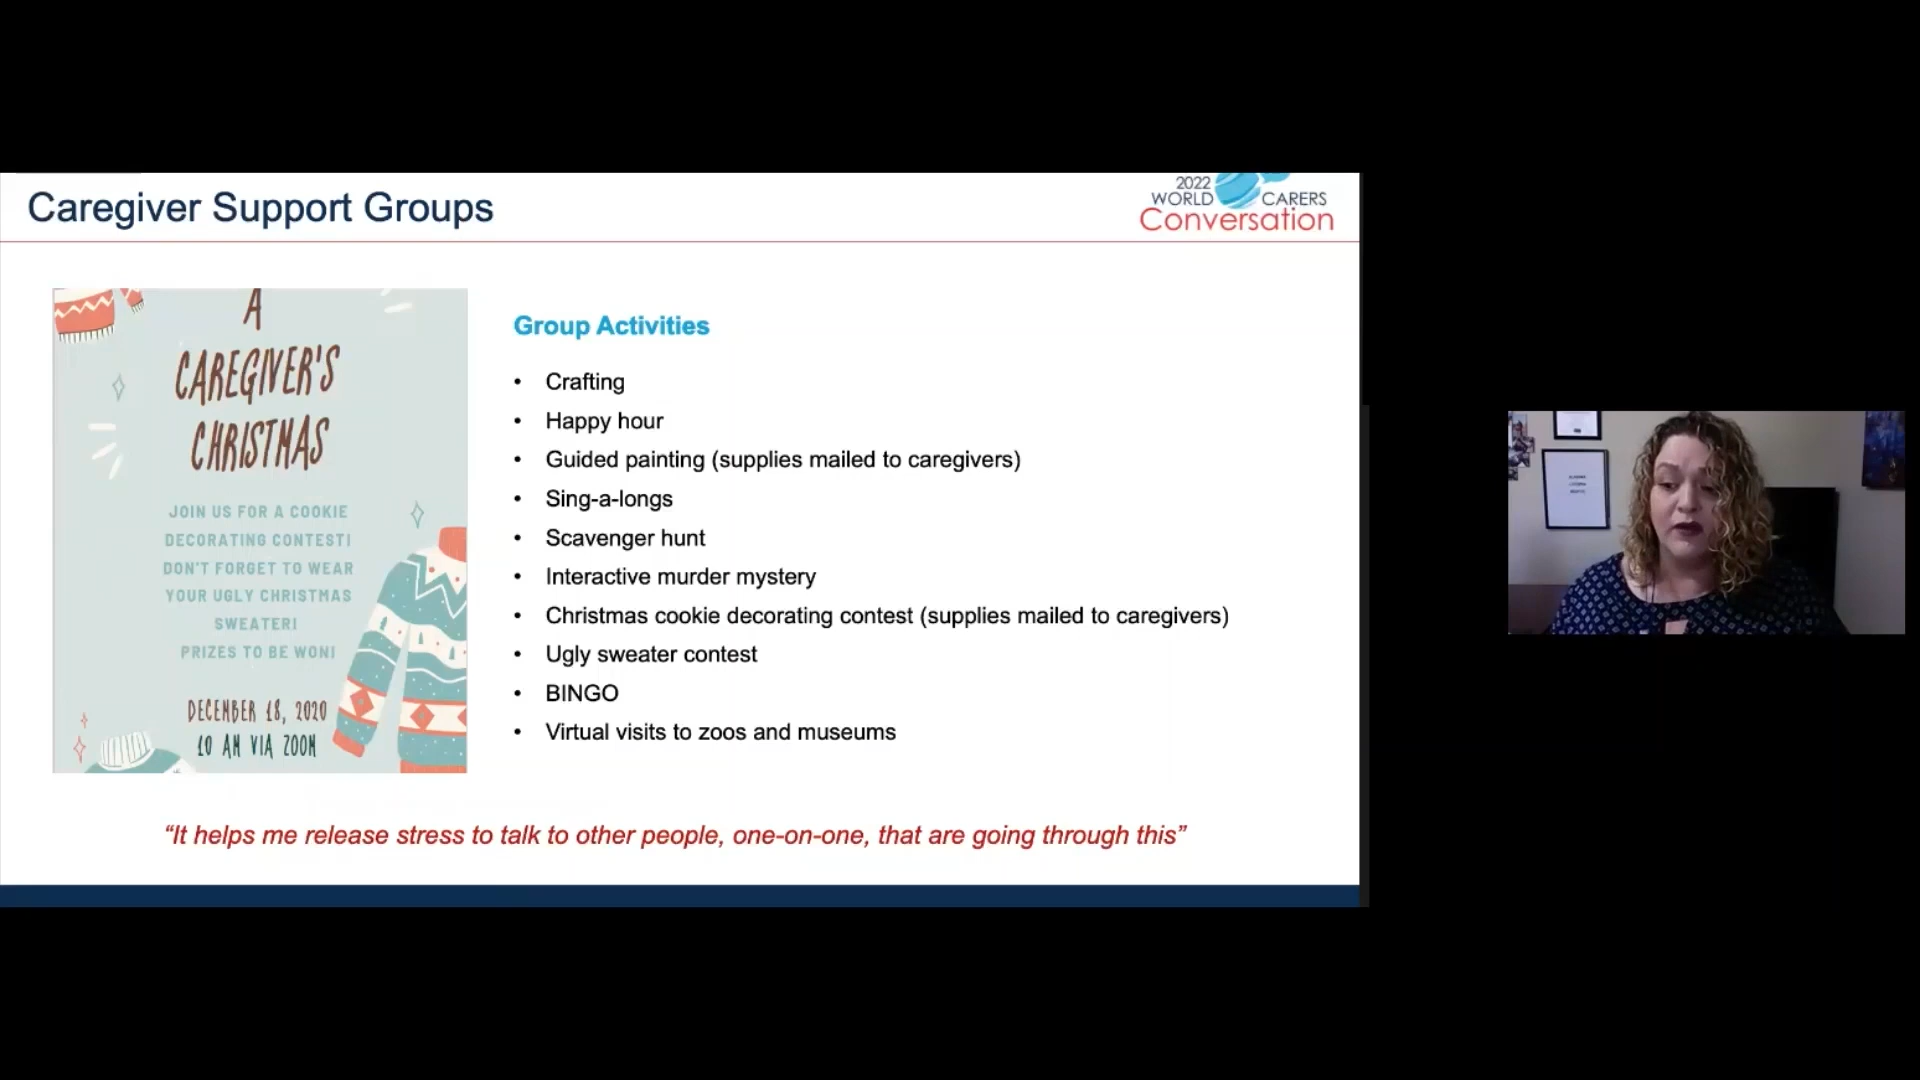 Caregiver Support Groups
2022
WORLD CARERS
Conversation
A
CAREGIVER'S
CHRISTMAS
JOIN US FOR A COOKIE
DECORATING CONTEST!
DON'T FORGET TO WEAR
YOUR UGLY CHRISTMAS
SWEATER!
PRIZES TO BE WON!
DECEMBER 18, 2020
10 AM VIA ZOOM
Group Activities
• Crafting
• Happy hour
• Guided painting (supplies mailed to caregivers)
• Sing-a-longs
• Scavenger hunt
• Interactive murder mystery
• Christmas cookie decorating contest (supplies mailed to caregivers)
• Ugly sweater contest
• BINGO
• Virtual visits to zoos and museums
“It helps me release stress to talk to other people, one-on-one, that are going through this”